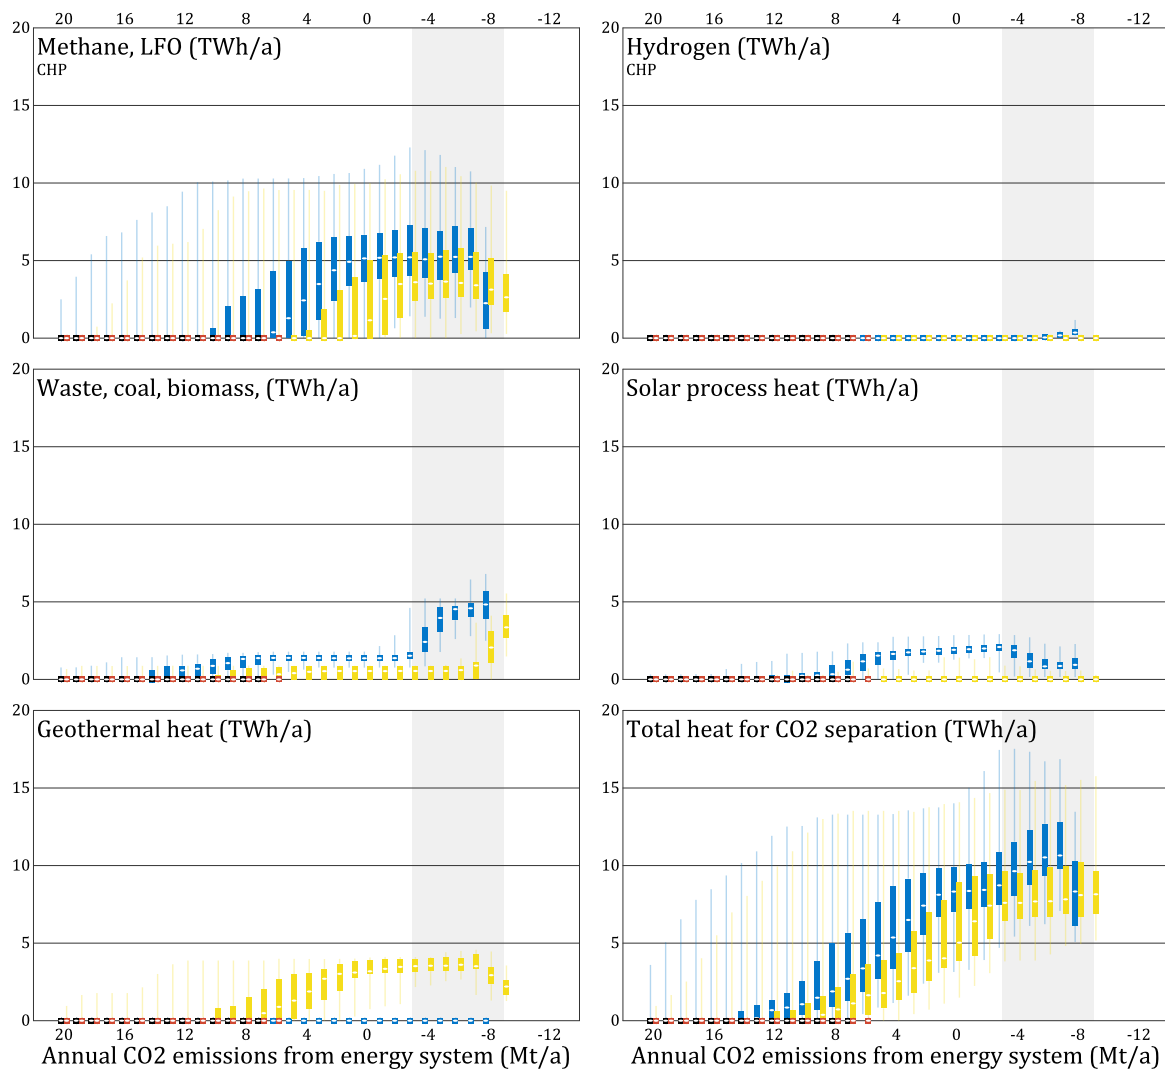 20 16 12 8 4 0 -4 -8 -12
20 16 12 8 4 0 -4 -8 -12
20
Methane, LFO (TWh/a)
CHP
15
10
5
0
20
Hydrogen (TWh/a)
CHP
15
10
5
0
20
Waste, coal, biomass, (TWh/a)
15
10
5
0
20
Solar process heat (TWh/a)
15
10
5
0
20
Geothermal heat (TWh/a)
15
10
5
0
20
Total heat for CO2 separation (TWh/a)
15
10
5
0
20 16 12 8 4 0 -4 -8 -12
Annual CO2 emissions from energy system (Mt/a)
20 16 12 8 4 0 -4 -8 -12
Annual CO2 emissions from energy system (Mt/a)